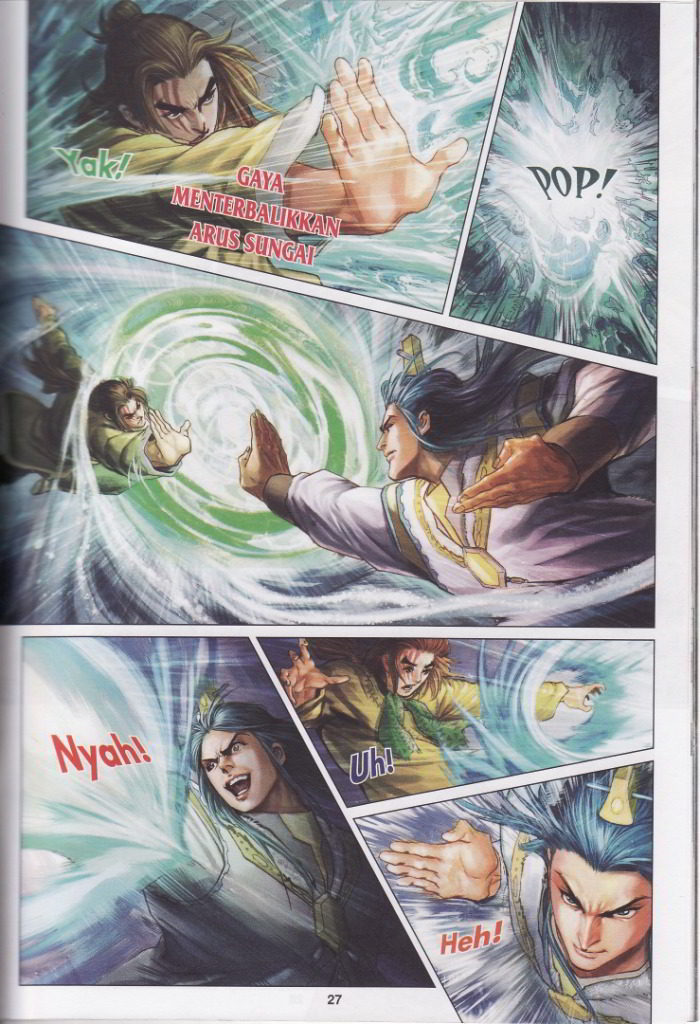 Yak!
GAYA
MENTERBALIKKAN
ARUS SUNGAI
POP!
Nyah!
Uh!
Heh!
27